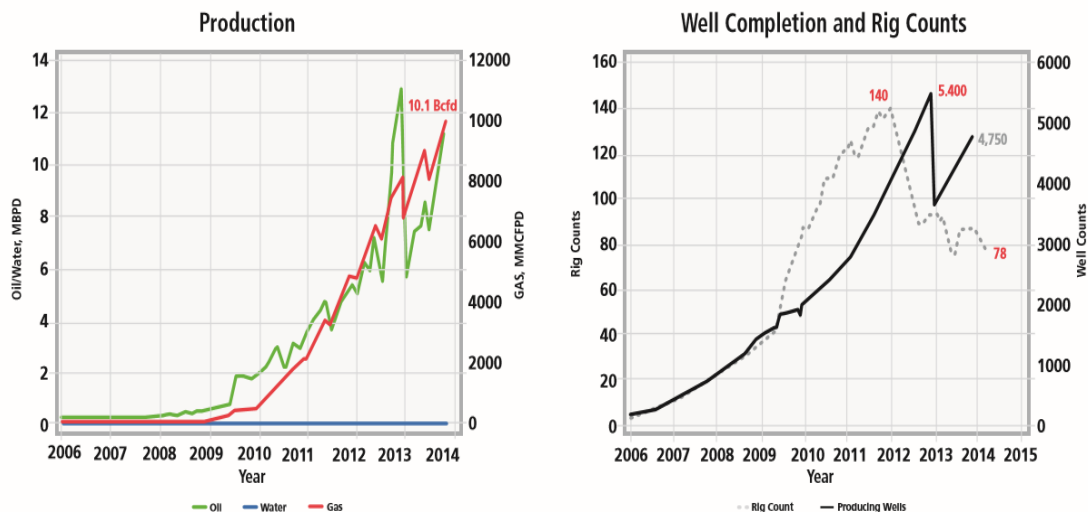 Production
14
12
10
8
6
4
2
0
Oil/Water, MBPD
12000
1000
8000
6000
4000
2000
0
GAS, MMCFPD
10.1 Bcfd
2006 2007 2008 2009 2010 2011 2012 2013 2014
Year
Oil Water Gas
Well Completion and Rig Counts
160
140
120
100
80
60
40
20
0
Rig Counts
6000
5000
4000
3000
2000
1000
0
Well Counts
140
5.400
4,750
78
2006 2007 2008 2009 2010 2011 2012 2013 2014 2015
Year
Rig Count Producing Wells